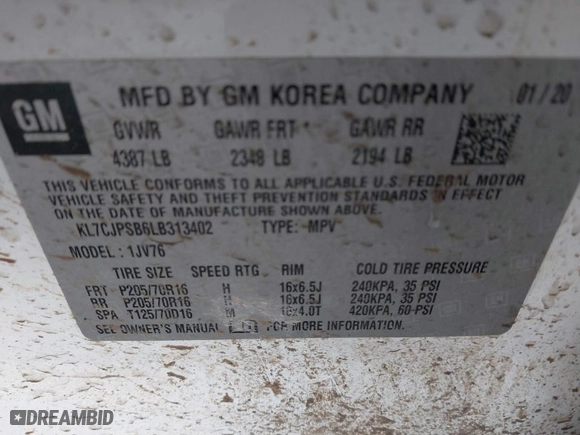 GM
MFD BY GM KOREA COMPANY 01/20
GVWR GAWR FRT GAWR RR
4387 LB 2348 LB 2194 LB
THIS VEHICLE CONFORMS TO ALL APPLICABLE U.S. FEDERAL MOTOR
VEHICLE SAFETY AND THEFT PREVENTION STANDARDS IN EFFECT
ON THE DATE OF MANUFACTURE SHOWN ABOVE.
KL7CJPSB6LB313402 TYPE: MPV
MODEL: 1JV76
TIRE SIZE SPEED RTG RIM COLD TIRE PRESSURE
FRT P205/70R16 H 16x6.5J 240KPA, 35 PSI
RR P205/70R16 H 16x6.5J 240KPA, 35 PSI
SPA T125/70D16 M 16x4.0T 420KPA, 60 PSI
SEE OWNER'S MANUAL FOR MORE INFORMATION.
DREAMBID